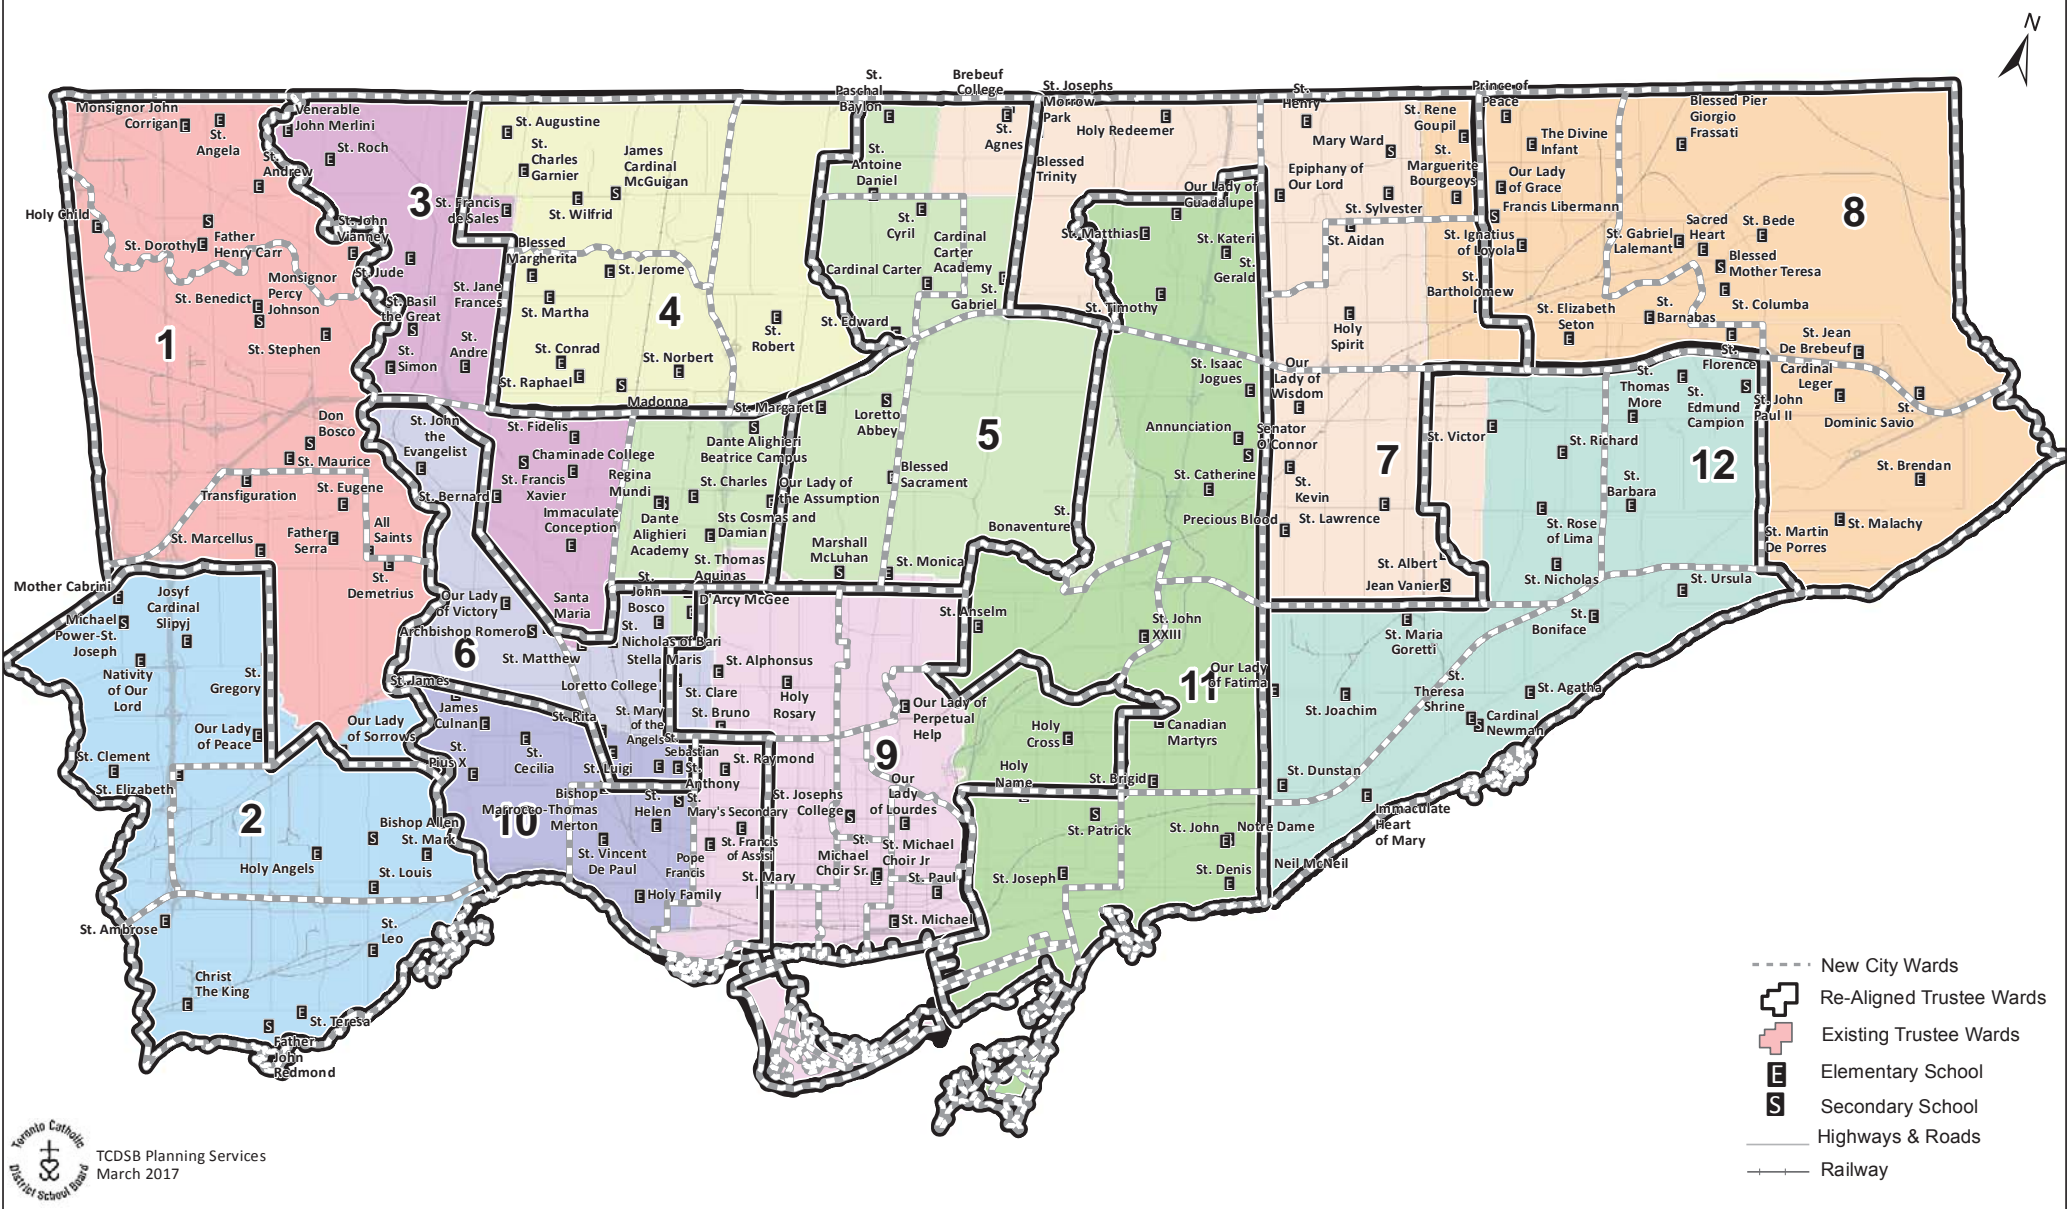 N
St.
Paschal
Baylon
Brebeuf
College
St. Josephs
Morrow
Park
St.
Henry
Prince of
Peace
Monsignor John
Corrigan
St.
Angela
Venerable
John Merlini
St. Roch
St.
Andrew
St. Augustine
St.
Charles
Garnier
James
Cardinal
McGuigan
St. Wilfrid
St.
Antoine
Daniel
St.
Agnes
Holy Redeemer
Blessed
Trinity
Mary Ward
St. Rene
Goupil
St.
Marguerite
Bourgeoys
The Divine
Infant
Blessed Pier
Giorgio
Frassati
Epiphany of
Our Lord
Our Lady of
Guadalupe
St. Sylvester
Our Lady
of Grace
Francis Libermann
3
8
Holy Child
St. Dorothy
Father
Henry Carr
St. John
Vianney
St. Francis
de Sales
Blessed
Margherita
St.
Cyril
Cardinal
Carter
Academy
St. Matthias
St. Kateri
St. Aidan
St. Ignatius
of Loyola
St. Gabriel
Lalemant
Sacred
Heart
St. Bede
Blessed
Mother Teresa
St. Jude
St. Jerome
Cardinal Carter
St.
Gerald
St. Benedict
Monsignor
Percy
Johnson
St. Basil
the Great
St. Jane
Frances
St. Martha
St.
Gabriel
St. Timothy
St.
Bartholomew
St. Elizabeth
Seton
St.
Barnabas
St. Columba
1
4
St. Edward
St.
Robert
Holy
Spirit
St. Stephen
St.
Simon
St.
Andre
St. Conrad
St. Norbert
St. Raphael
Madonna
St. Isaac
Jogues
Our
Lady of
Wisdom
St.
Florence
St. Jean
De Brebeuf
St.
Thomas
More
St.
Edmund
Campion
St. John
Paul II
Cardinal
Leger
St.
Dominic Savio
Don
Bosco
St. John
the
Evangelist
St. Fidelis
St. Margaret
Loretto
Abbey
Annunciation
Senator
O'Connor
St. Victor
St. Richard
5
7
12
Chaminade College
Dante Alighieri
Beatrice Campus
St. Maurice
Transfiguration
St. Eugene
St. Bernard
St. Francis
Xavier
Regina
Mundi
St. Charles
Our Lady of
the Assumption
Blessed
Sacrament
St. Catherine
St.
Kevin
St.
Barbara
St. Brendan
Immaculate
Conception
Dante
Alighieri
Academy
Sts Cosmas and
Damian
St.
Bonaventure
Precious Blood
St. Lawrence
St. Rose
of Lima
St. Martin
De Porres
St. Malachy
St. Marcellus
Father
Serra
All
Saints
St. Thomas
Aquinas
Marshall
McLuhan
St. Monica
St. Albert
Jean Vanier
St. Nicholas
St. Ursula
Mother Cabrini
St.
Demetrius
Josyf
Cardinal
Slipyj
Our Lady
of Victory
Santa
Maria
St.
John
Bosco
D'Arcy McGee
St. Anselm
Michael
Power-St.
Joseph
Archbishop Romero
St.
Nicholas of Bari
St. John
XXIII
St. Maria
Goretti
St.
Boniface
6
St. Matthew
Stella Maris
St. Alphonsus
Nativity
of Our
Lord
St.
Gregory
St. James
Loretto College
St. Clare
Holy
Rosary
11
Our Lady
of Fatima
St. Joachim
St.
Theresa
Shrine
St. Agatha
James
Culnan
St. Rita
St. Mary
of the
Angels
St. Bruno
Our Lady of
Perpetual
Help
Holy
Cross
Canadian
Martyrs
Cardinal
Newman
Our Lady
of Peace
Our Lady
of Sorrows
St.
Pius X
St.
Cecilia
St. Luigi
St.
Sebastian
St.
Anthony
St. Raymond
9
St. Clement
St. Elizabeth
Holy
Name
St. Brigid
St. Dunstan
2
10
Bishop
Marrocco-Thomas
Merton
St.
Helen
St.
Mary's Secondary
St. Josephs
College
Our
Lady
of Lourdes
Immaculate
Heart
of Mary
Bishop Allen
St. Mark
St. Vincent
De Paul
Pope
Francis
St. Francis
of Assisi
St.
Michael
Choir Sr.
St. Michael
Choir Jr
St. Patrick
St. John
Notre Dame
Holy Angels
St. Louis
Holy Family
St. Mary
St. Paul
St. Joseph
St. Denis
Neil McNeil
St. Ambrose
St.
Leo
St. Michael
Christ
The King
St. Teresa
Father
John
Redmond
New City Wards
Re-Aligned Trustee Wards
Existing Trustee Wards
E Elementary School
S Secondary School
Highways & Roads
Railway
Toronto Catholic
District School Board
TCDSB Planning Services
March 2017